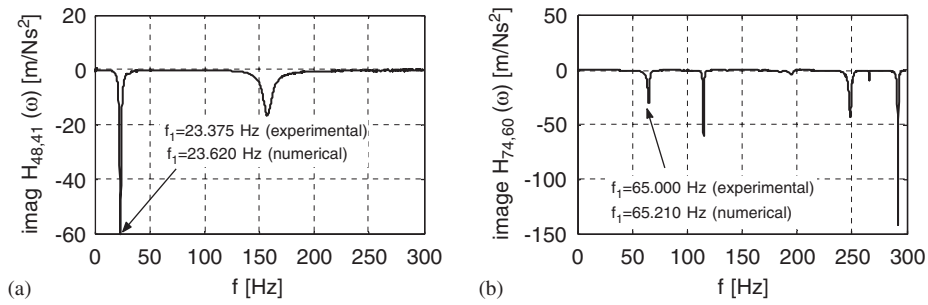 imag H48,41 (ω) [m/Ns²]
20
0
-20
-40
-60
f1=23.375 Hz (experimental)
f1=23.620 Hz (numerical)
0 50 100 150 200 250 300
f [Hz]
(a)
image H74,60 (ω) [m/Ns²]
50
0
-50
-100
-150
f1=65.000 Hz (experimental)
f1=65.210 Hz (numerical)
0 50 100 150 200 250 300
f [Hz]
(b)